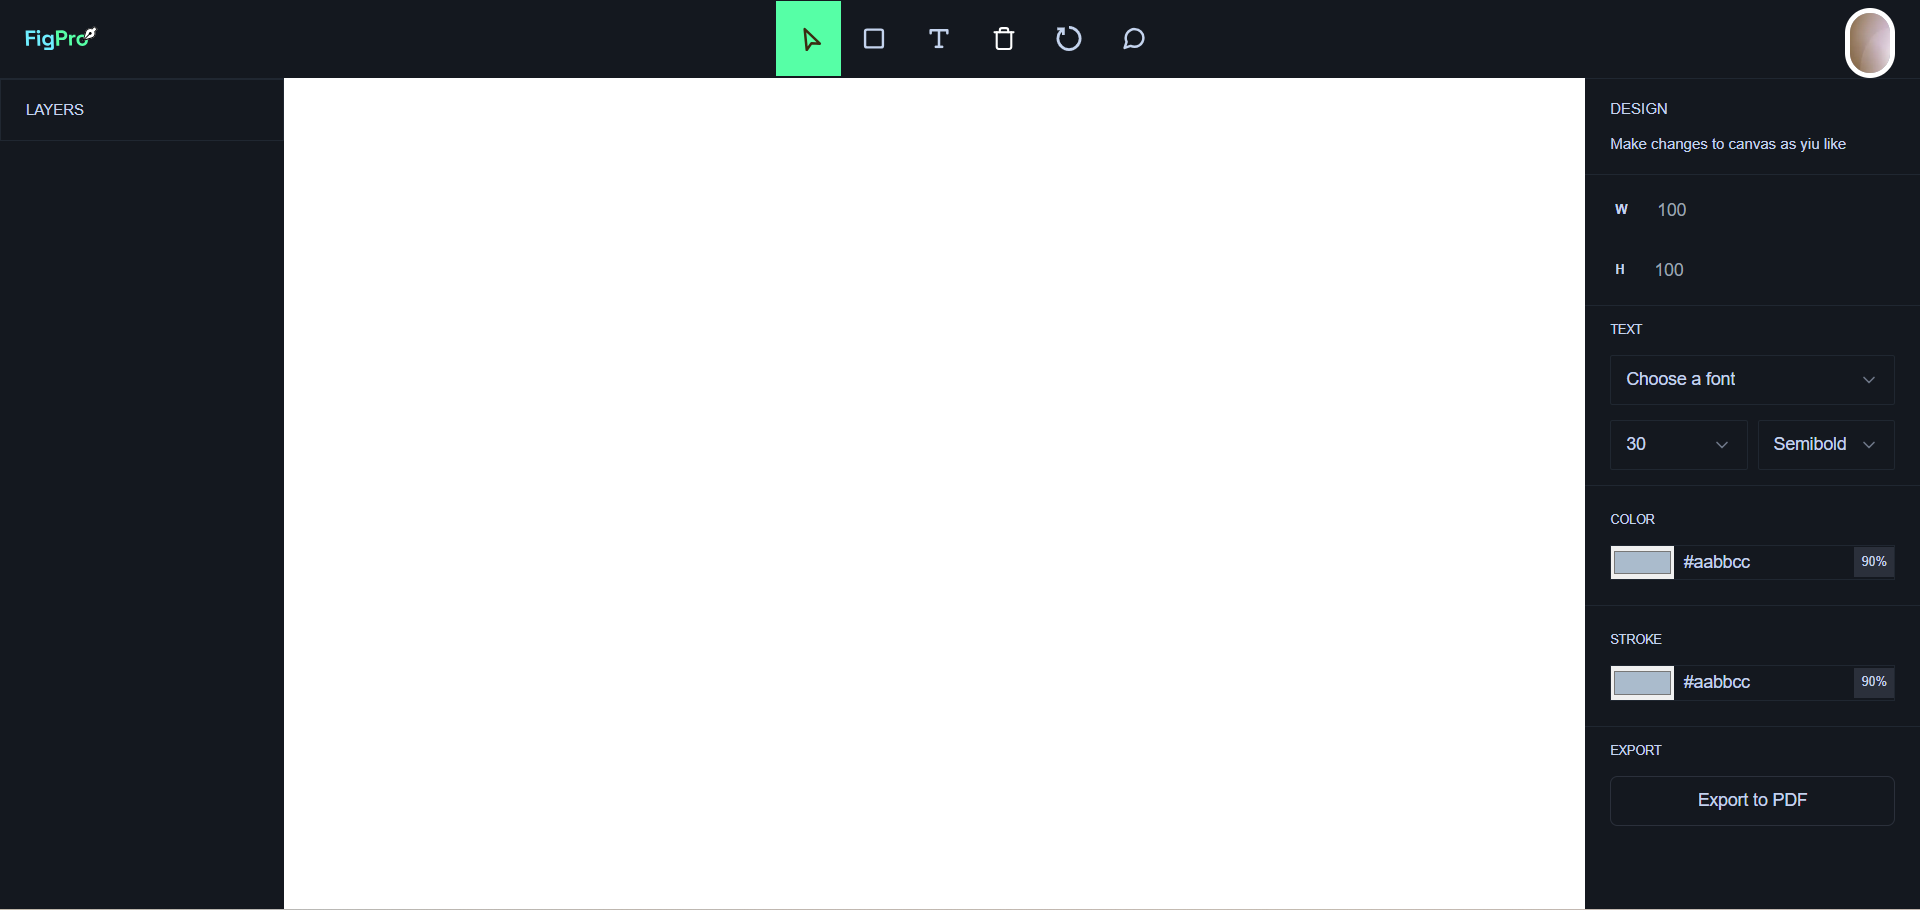 FigPro
LAYERS
DESIGN
Make changes to canvas as yiu like
W 100
H 100
TEXT
Choose a font
30 Semibold
COLOR
#aabbcc 90%
STROKE
#aabbcc 90%
EXPORT
Export to PDF